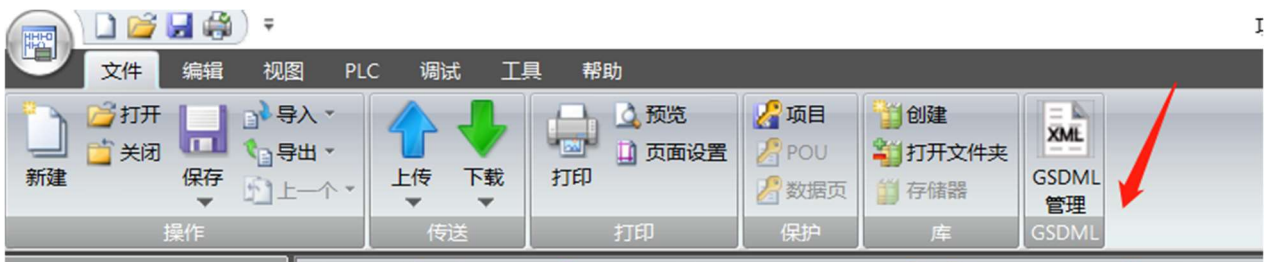 文件 编辑 视图 PLC 调试 工具 帮助
新建
打开
关闭
保存
导入
导出
上一个
操作
上传
下载
传送
打印
预览
页面设置
打印
项目
POU
数据页
保护
创建
打开文件夹
存储器
库
XML
GSDML
管理
GSDML